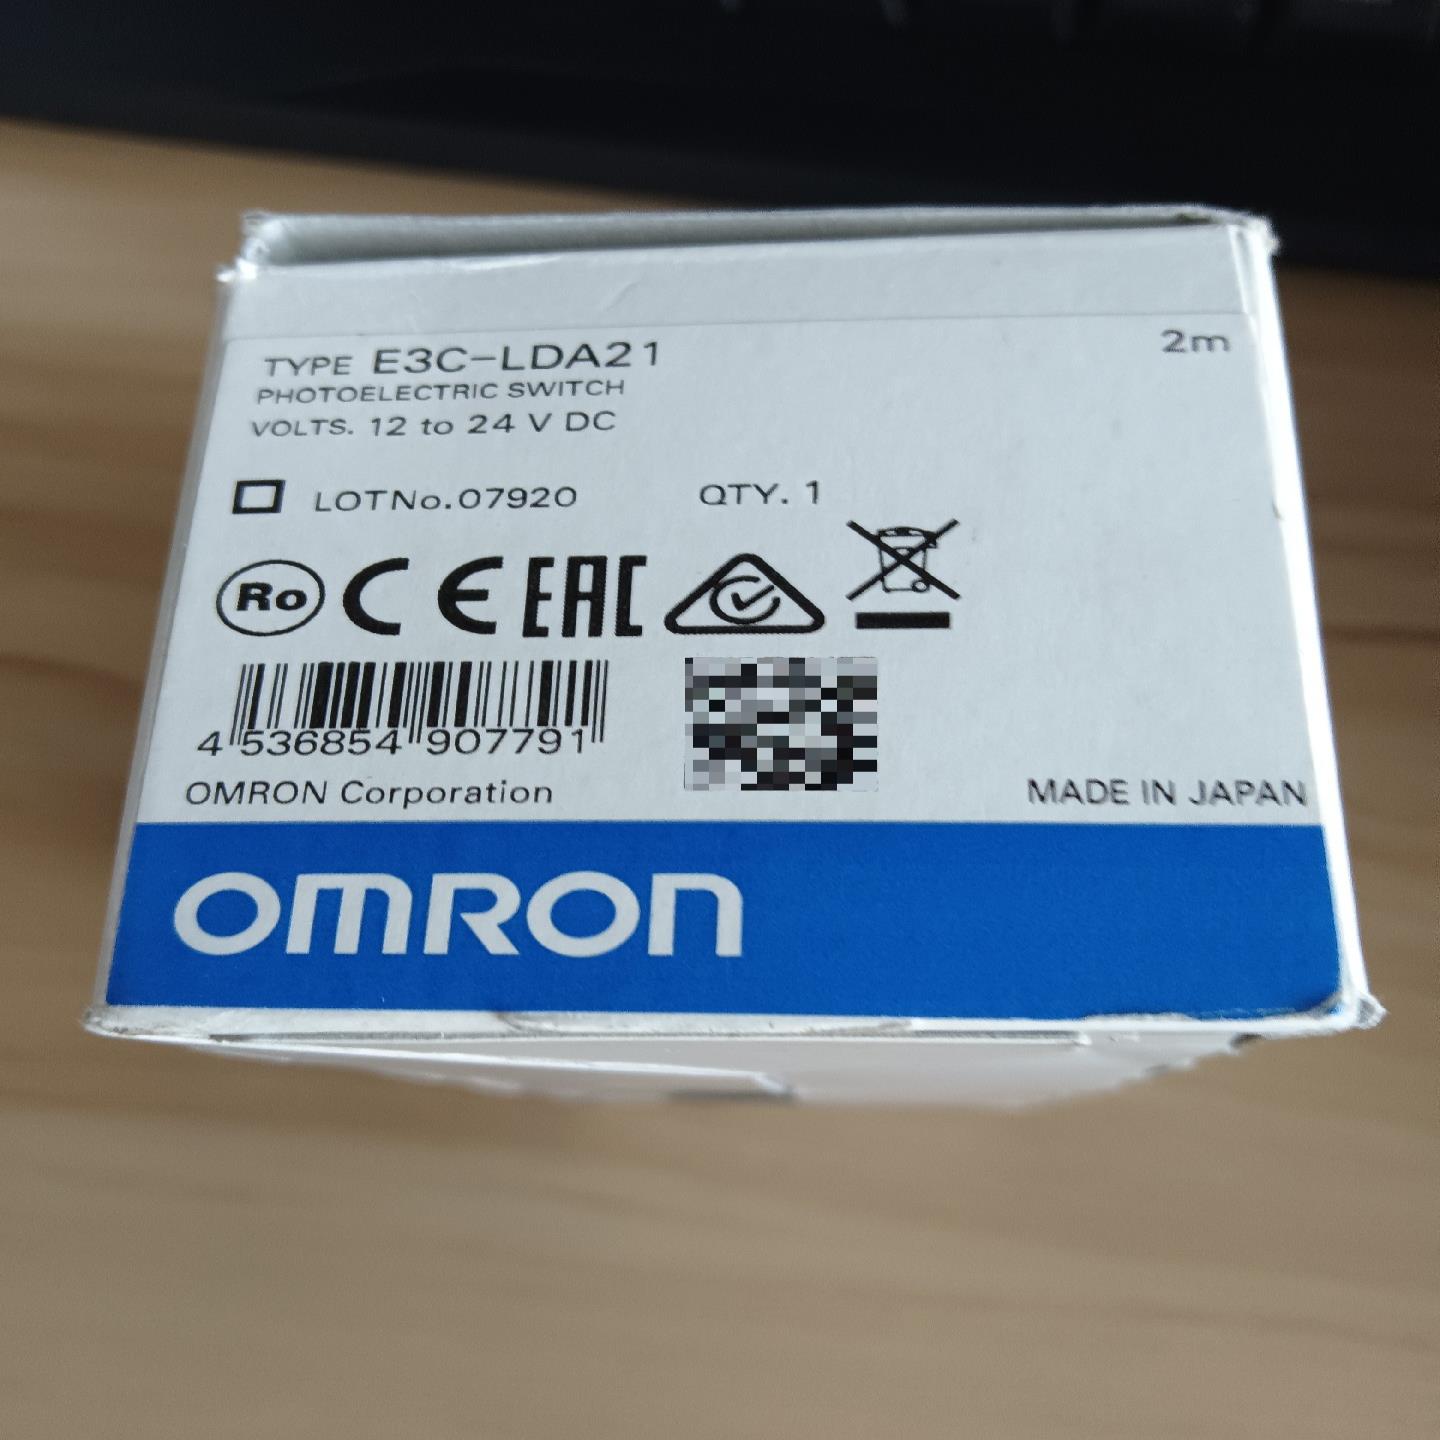 2m
TYPE E3C-LDA21
PHOTOELECTRIC SWITCH
VOLTS. 12 to 24 V DC
LOTNo.07920 QTY. 1
Ro CE EAC
4 536854 907791
OMRON Corporation MADE IN JAPAN
OMRON